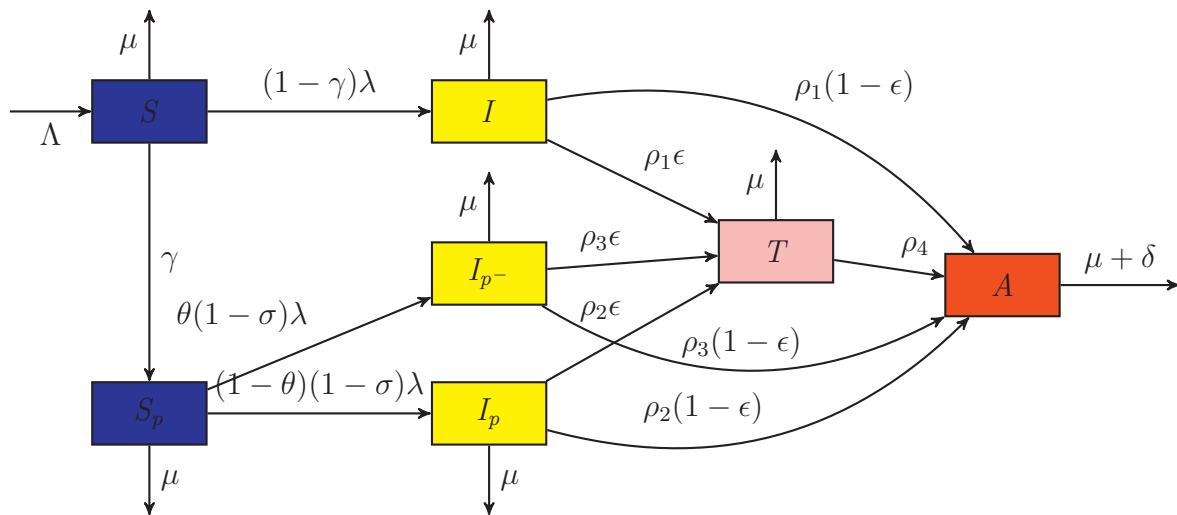 μ
μ
(1 − γ)λ
ρ₁(1 − ϵ)
Λ
S
I
ρ₁ϵ
μ
μ
γ
ρ₃ϵ
T
ρ₄
I_{p⁻}
A
μ + δ
θ(1 − σ)λ
ρ₂ϵ
ρ₃(1 − ϵ)
(1 − θ)(1 − σ)λ
S_p
I_p
ρ₂(1 − ϵ)
μ
μ